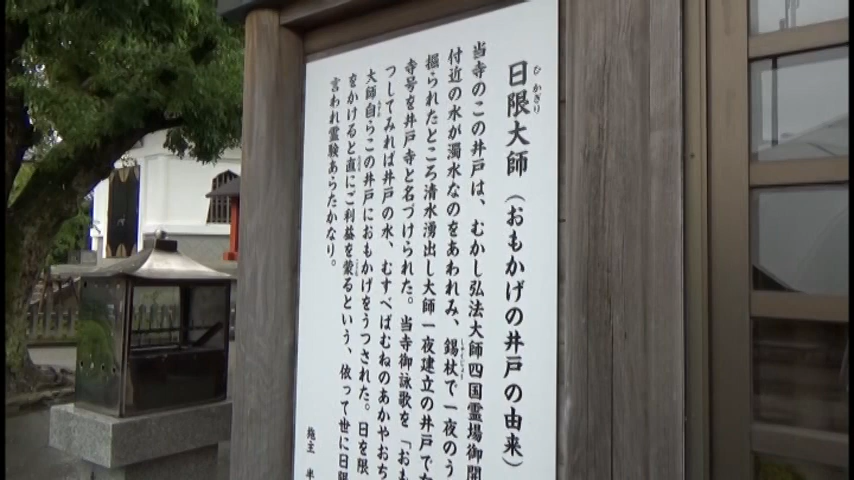 日限大師（おもかげの井戸の由来）
ひかぎり
当寺のこの井戸は、むかし弘法大師四国霊場御開
付近の水が濁水なのをあわれみ、錫杖で一夜のう
掘られたところ清水湧出し大師一夜建立の井戸でち
寺号を井戸寺と名づけられた。当寺御詠歌を「おも
つしてみれば井戸の水、むすべばむねのあかやおち
大師自らこの井戸におもかげをうつされた。日を限
をかけると直にご利益を蒙るという、依って世に日限
言われ霊験あらたかなり。
施主 半